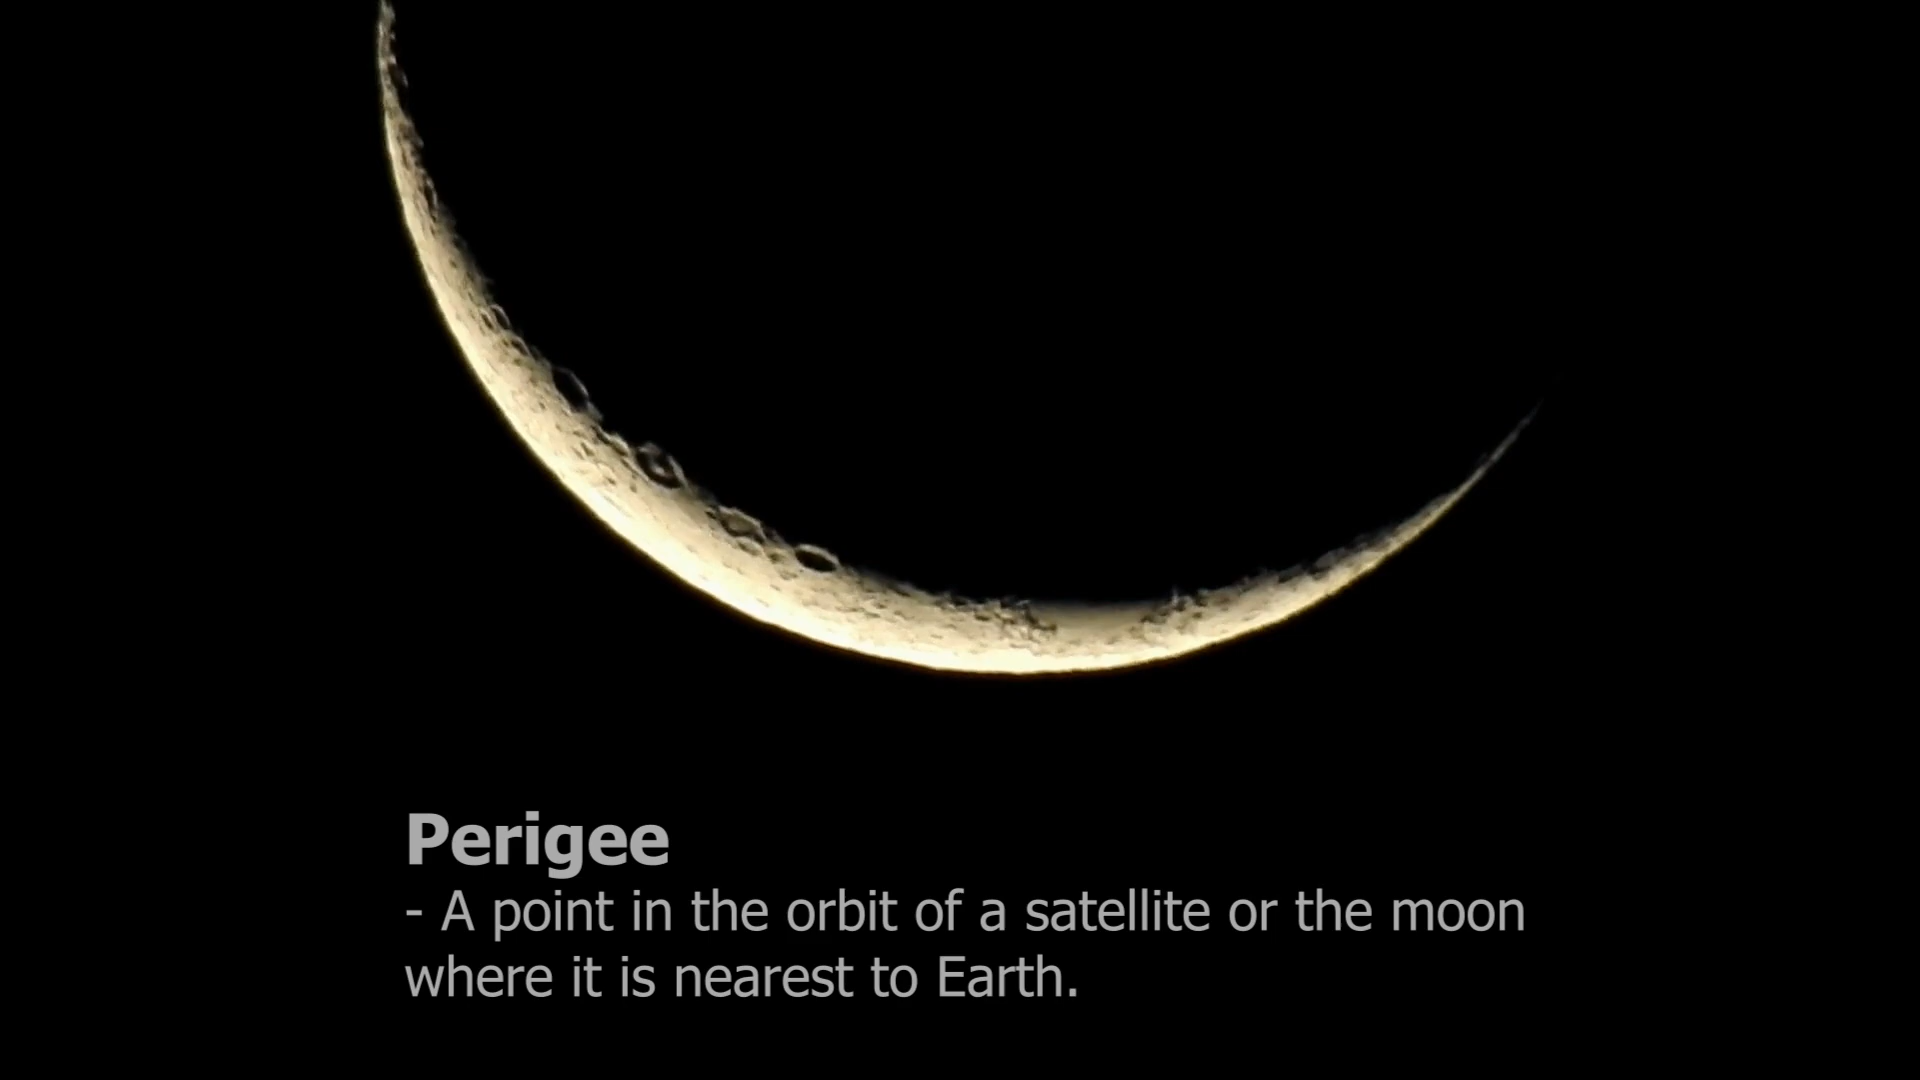 Perigee
- A point in the orbit of a satellite or the moon
where it is nearest to Earth.